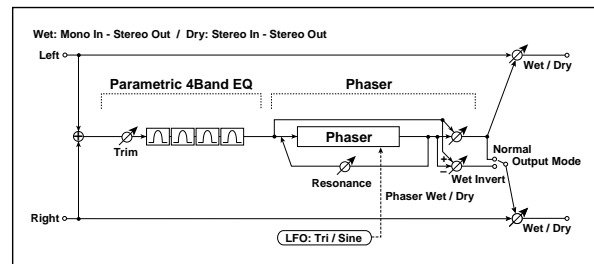 Wet: Mono In - Stereo Out / Dry: Stereo In - Stereo Out
Left
Wet / Dry
Parametric 4Band EQ
Phaser
Phaser
Trim
Resonance
+
−
Wet Invert
Normal
Output Mode
Phaser Wet / Dry
LFO: Tri / Sine
Right
Wet / Dry